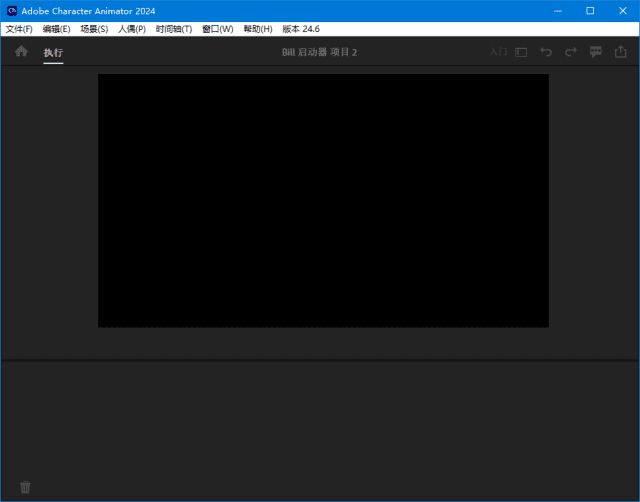 Ch Adobe Character Animator 2024
文件(F) 编辑(E) 场景(S) 人偶(P) 时间轴(T) 窗口(W) 帮助(H) 版本 24.6
执行 Bill 启动器 项目 2 入门